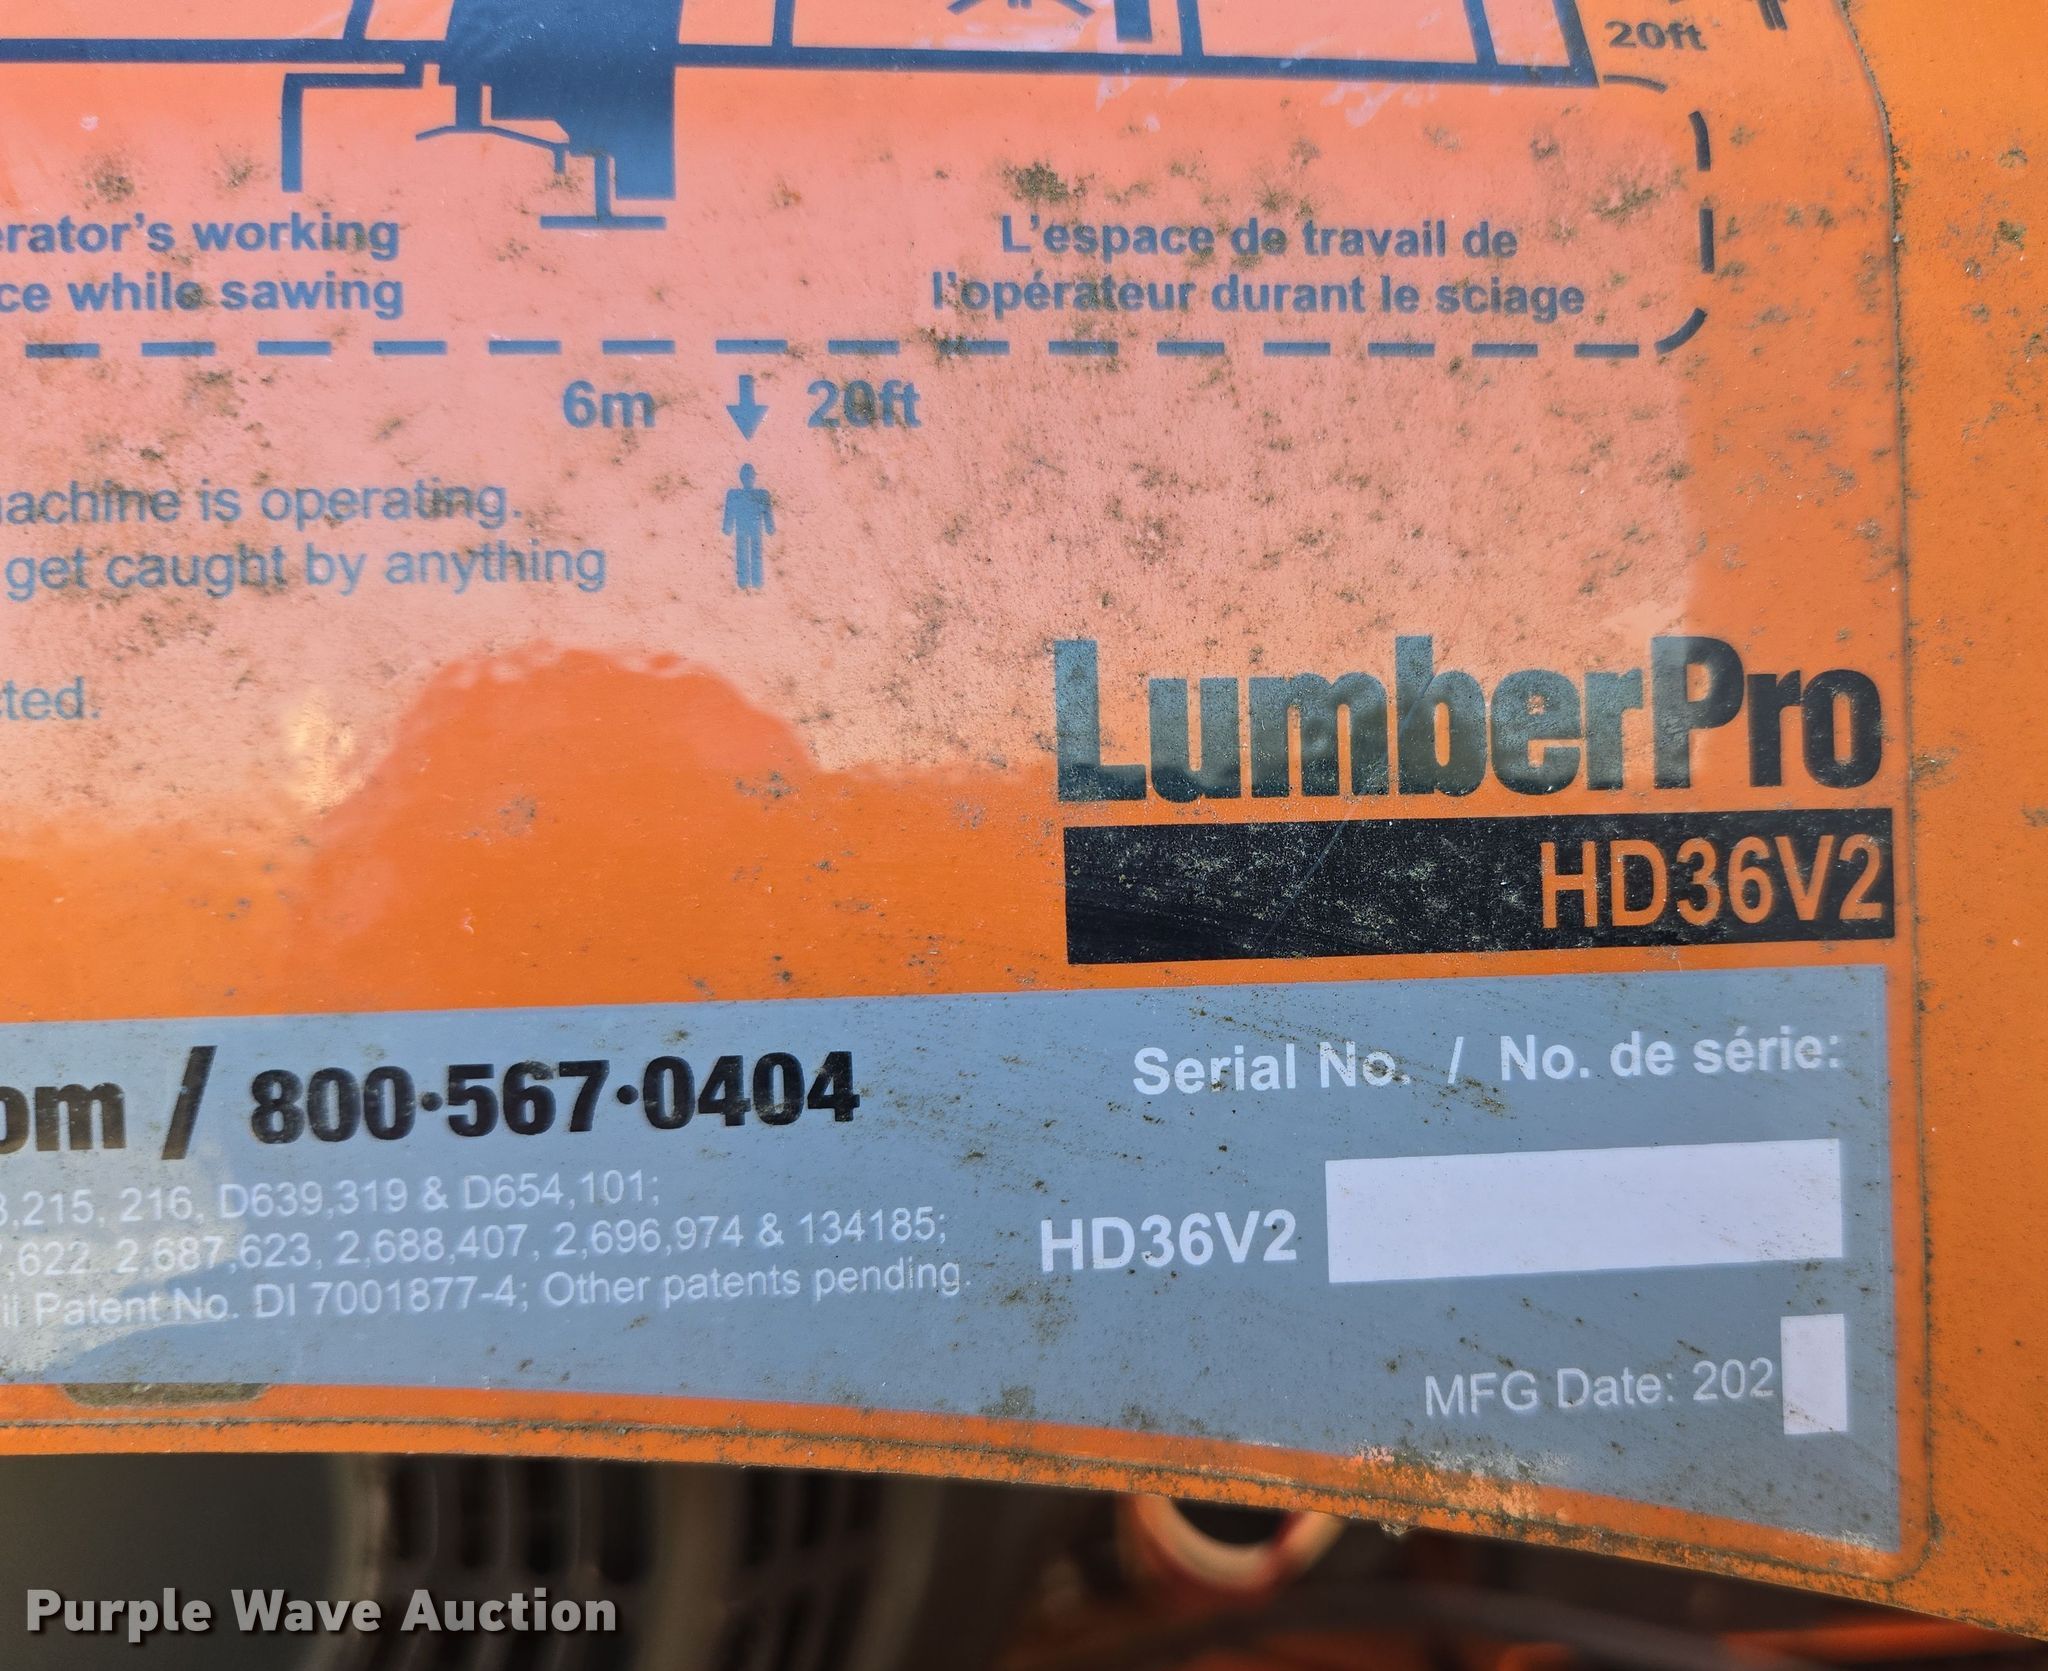 20ft
erator's working
ce while sawing
L'espace de travail de
l'opérateur durant le sciage
6m 20ft
machine is operating.
get caught by anything
cted.
LumberPro
HD36V2
om / 800·567·0404
Serial No. / No. de série:
,215, 216, D639,319 & D654,101;
,622, 2,687,623, 2,688,407, 2,696,974 & 134185;
ii Patent No. DI 7001877-4; Other patents pending.
HD36V2
MFG Date: 202
Purple Wave Auction